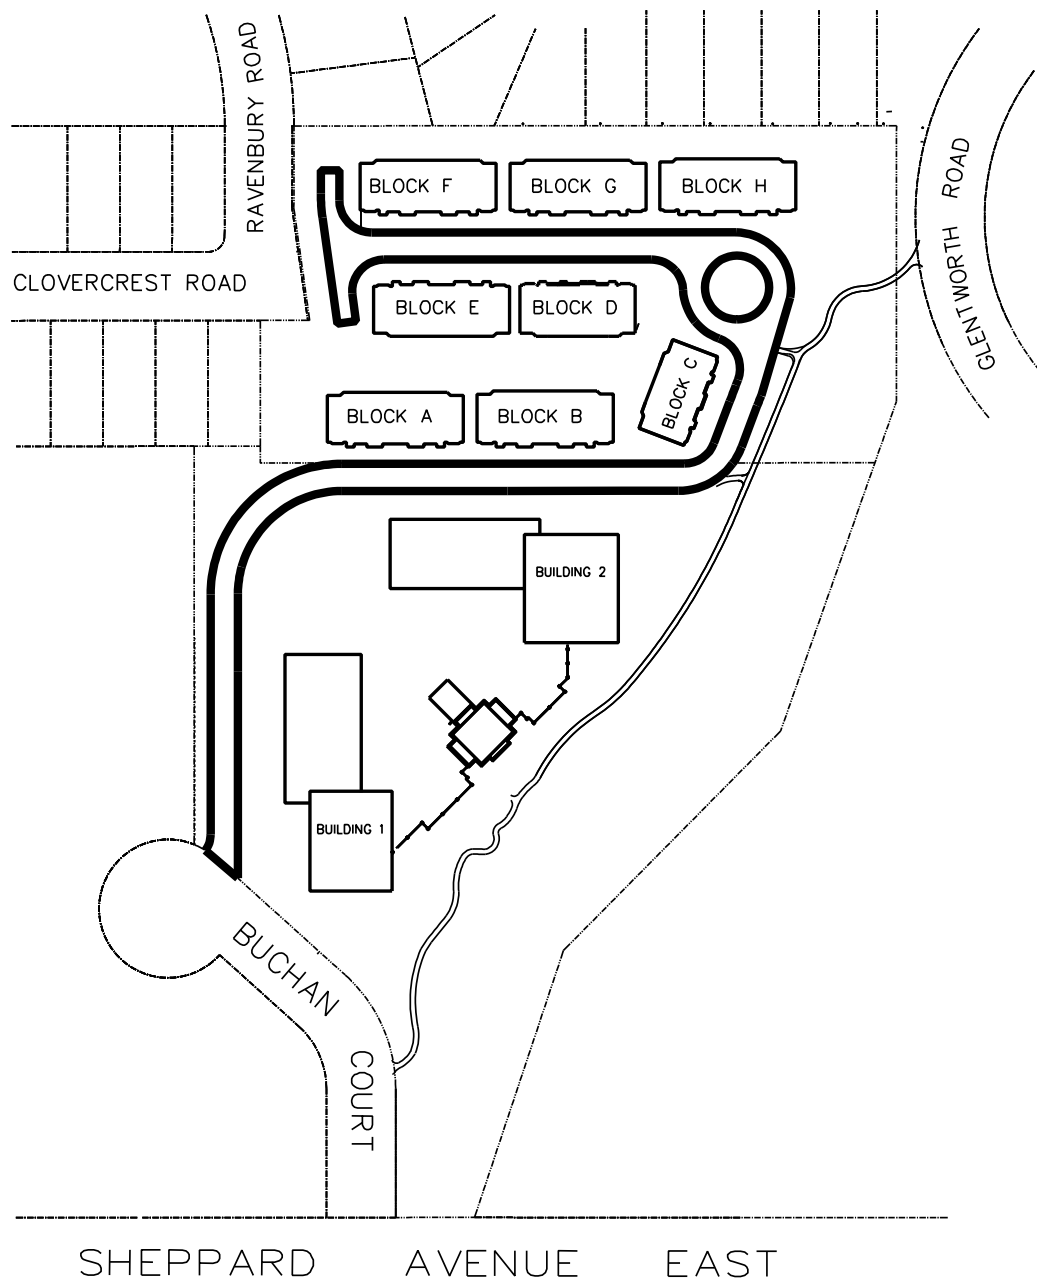 RAVENBURY ROAD
BLOCK F
BLOCK G
BLOCK H
GLENTWORTH ROAD
CLOVERCREST ROAD
BLOCK E
BLOCK D
BLOCK C
BLOCK A
BLOCK B
BUILDING 2
BUILDING 1
BUCHAN
COURT
SHEPPARD AVENUE EAST